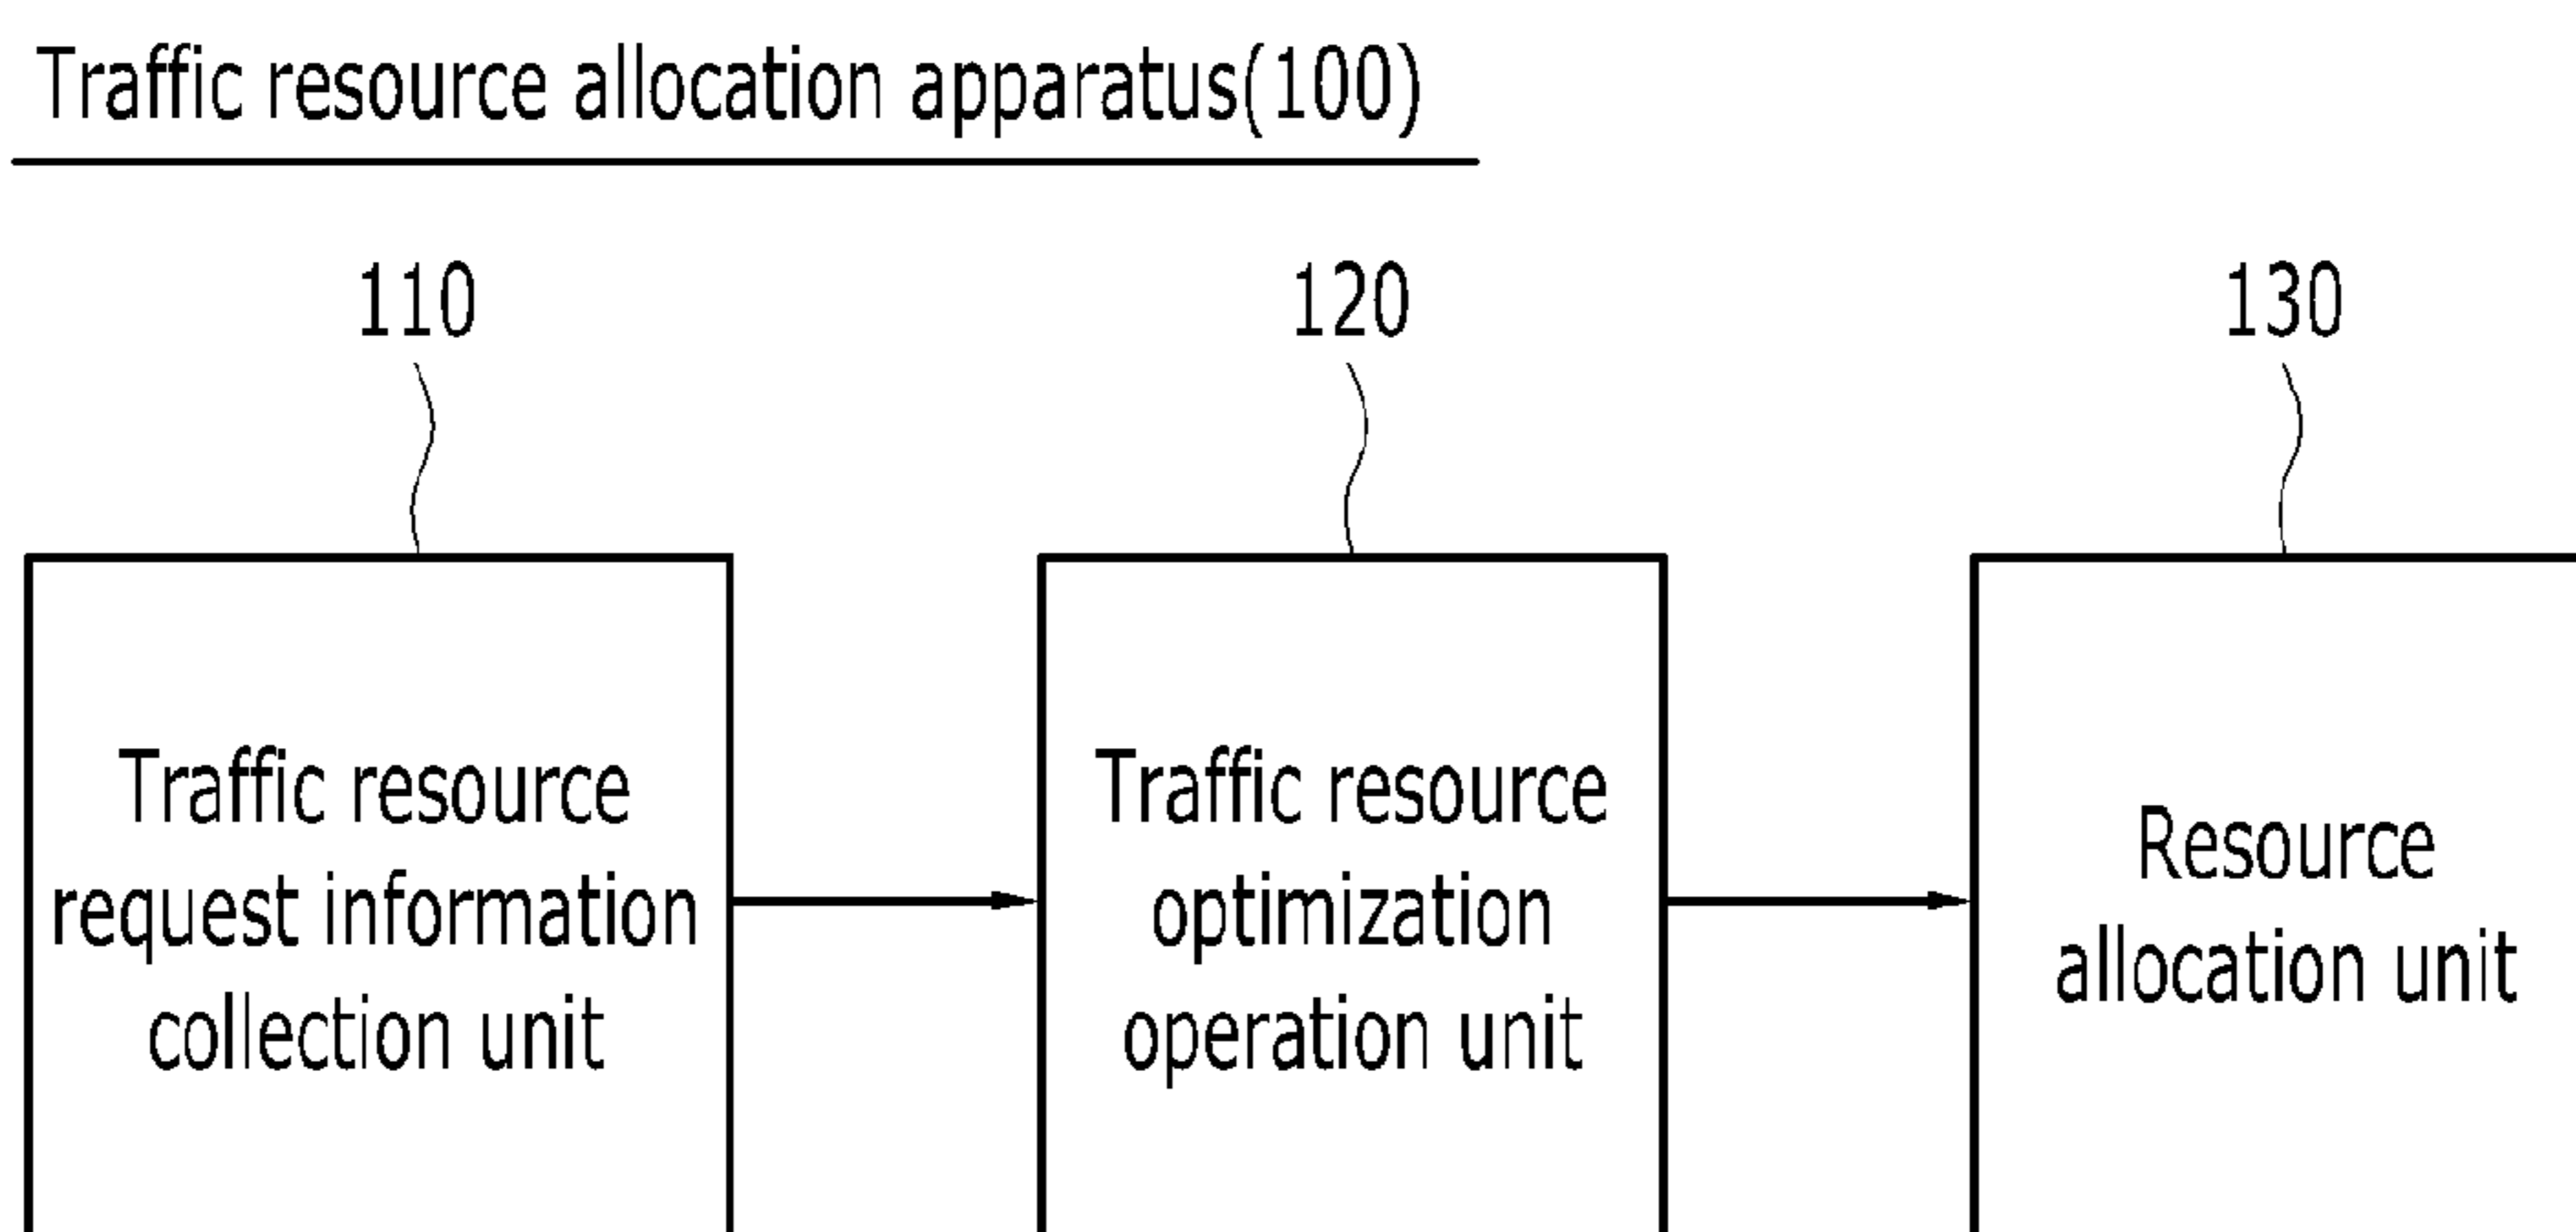 Traffic resource allocation apparatus(100)
110
120
130
Traffic resource
request information
collection unit
Traffic resource
optimization
operation unit
Resource
allocation unit